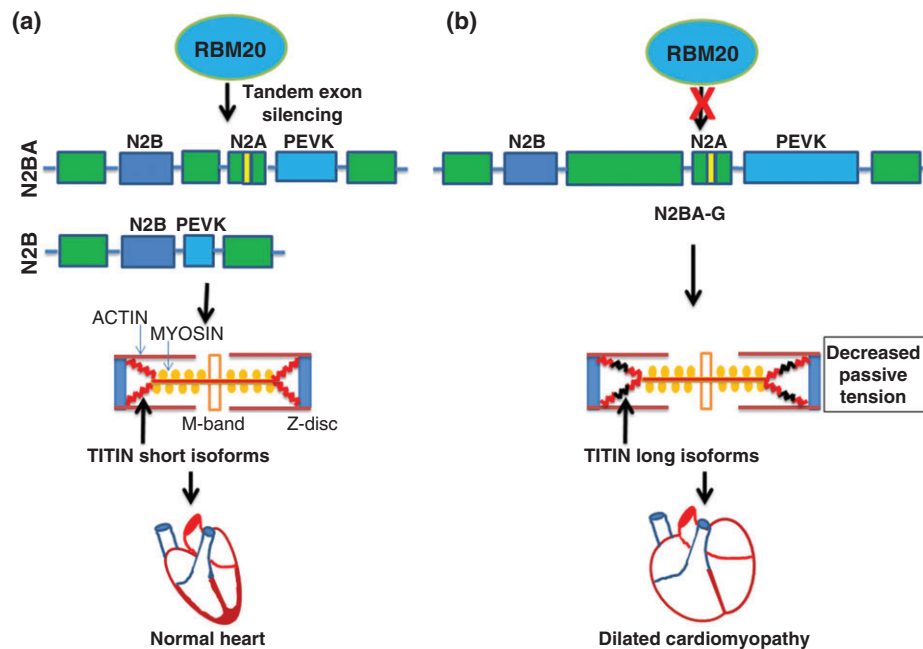 (a)
RBM20
Tandem exon
silencing
N2BA
N2B
N2A
PEVK
N2B
N2B
PEVK
ACTIN
MYOSIN
M-band
Z-disc
TITIN short isoforms
Normal heart
(b)
RBM20
X
N2B
N2A
PEVK
N2BA-G
Decreased
passive
tension
TITIN long isoforms
Dilated cardiomyopathy